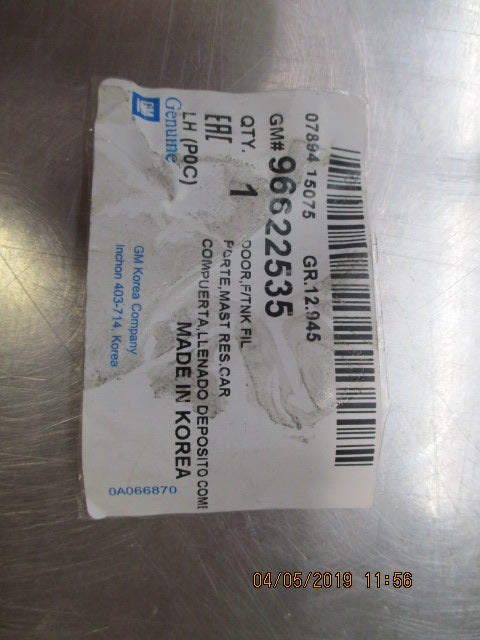 07894 15075 GR.12.945
GM# 96622535
QTY. 1 DOOR,F/TNK FIL
EAC PORTE,MAST RES.CAR
COMPUERTA,LLENADO DEPOSITO COME
LH (P0C) MADE IN KOREA
GM Genuine
GM Korea Company
Inchon 403-714, Korea
0A066870
04/05/2019 11:56